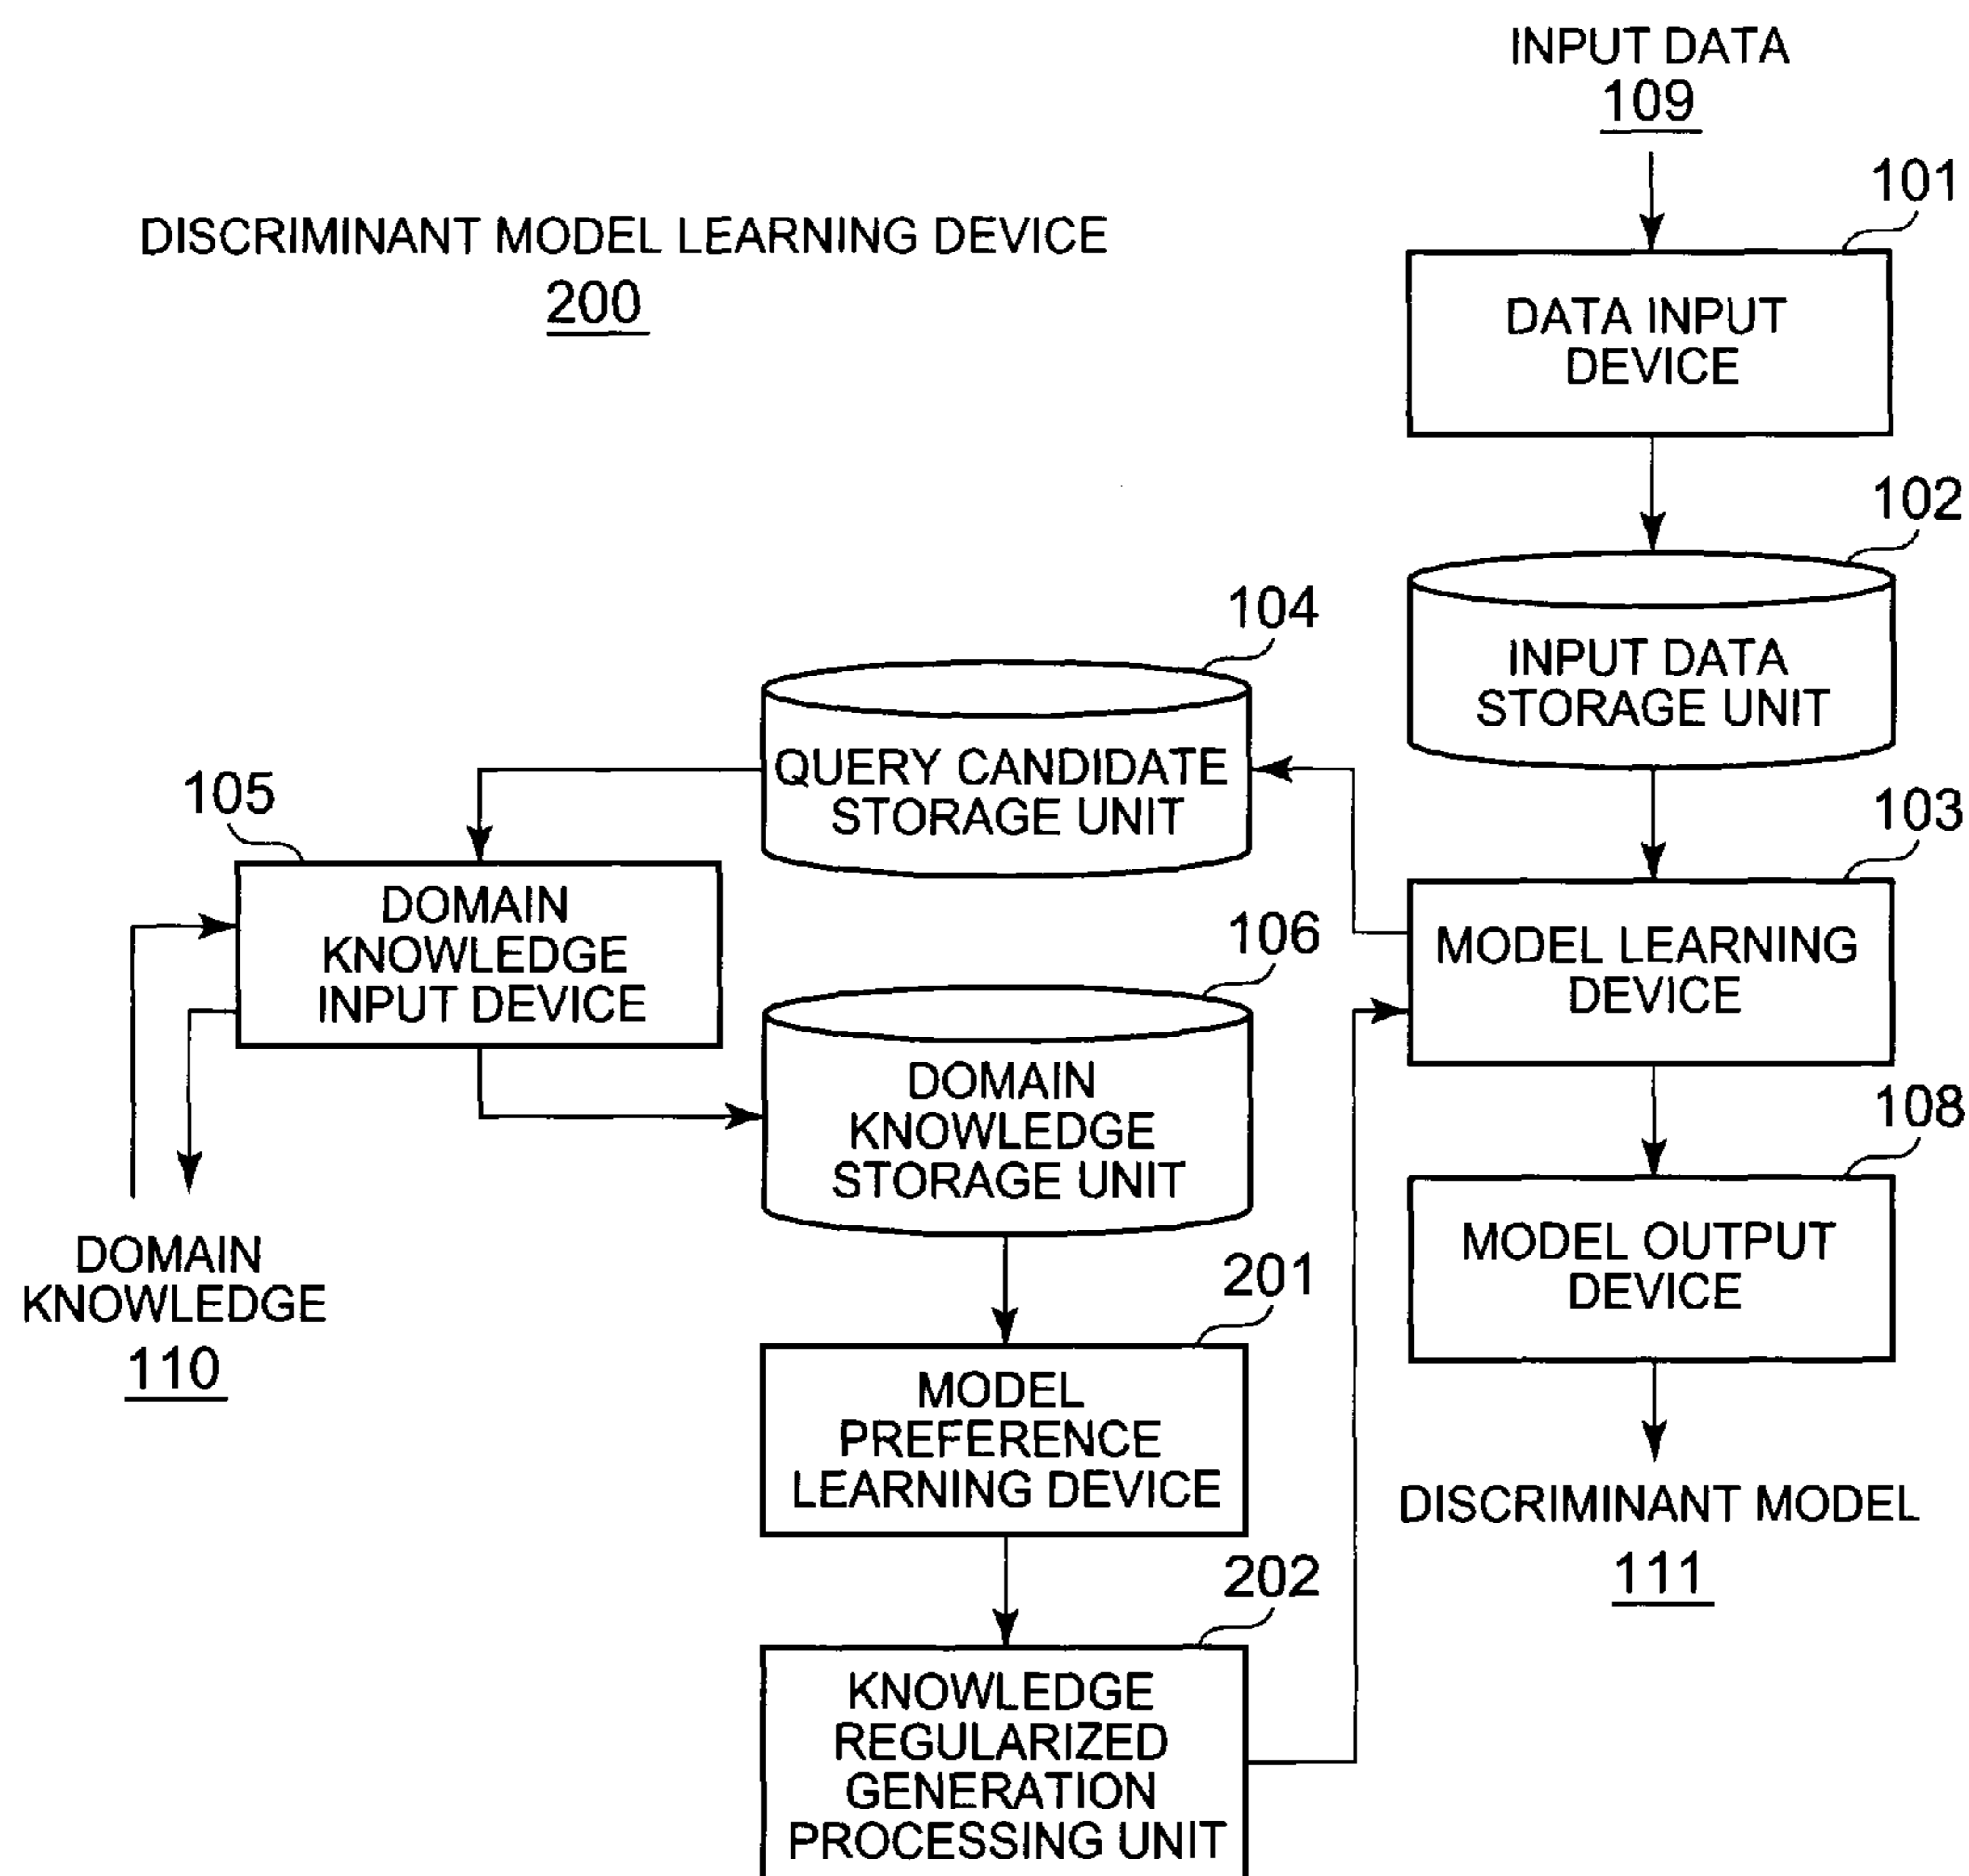 INPUT DATA
109
101
DISCRIMINANT MODEL LEARNING DEVICE
200
DATA INPUT
DEVICE
102
INPUT DATA
STORAGE UNIT
104
QUERY CANDIDATE
STORAGE UNIT
105
DOMAIN
KNOWLEDGE
INPUT DEVICE
103
MODEL LEARNING
DEVICE
106
DOMAIN
KNOWLEDGE
STORAGE UNIT
108
MODEL OUTPUT
DEVICE
DOMAIN
KNOWLEDGE
110
201
MODEL
PREFERENCE
LEARNING DEVICE
DISCRIMINANT MODEL
111
202
KNOWLEDGE
REGULARIZED
GENERATION
PROCESSING UNIT